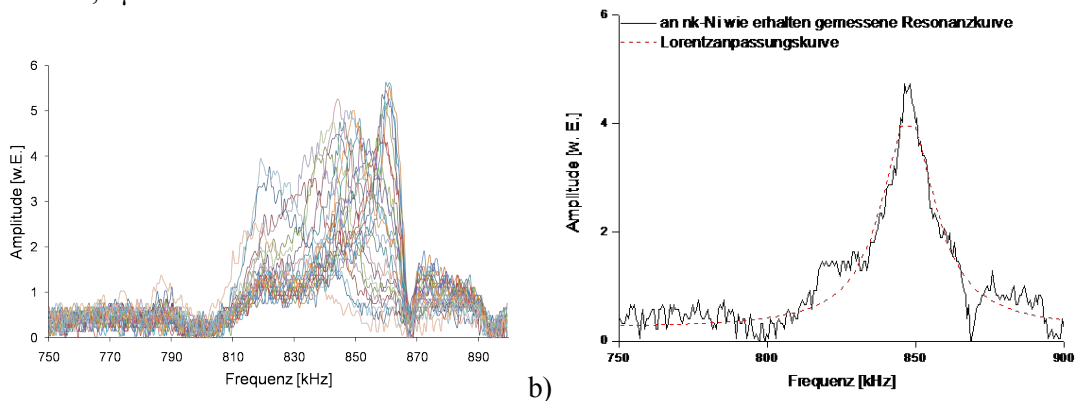 6
5
4
3
2
1
0
Amplitude [w.E.]
750 770 790 810 830 850 870 890
Frequenz [kHz]
b)
an nk-Ni wie erhalten gemessene Resonanzkurve
Lorentzanpassungskurve
6
4
2
0
Amplitude [w. E.]
750 800 850 900
Frequenz [kHz]